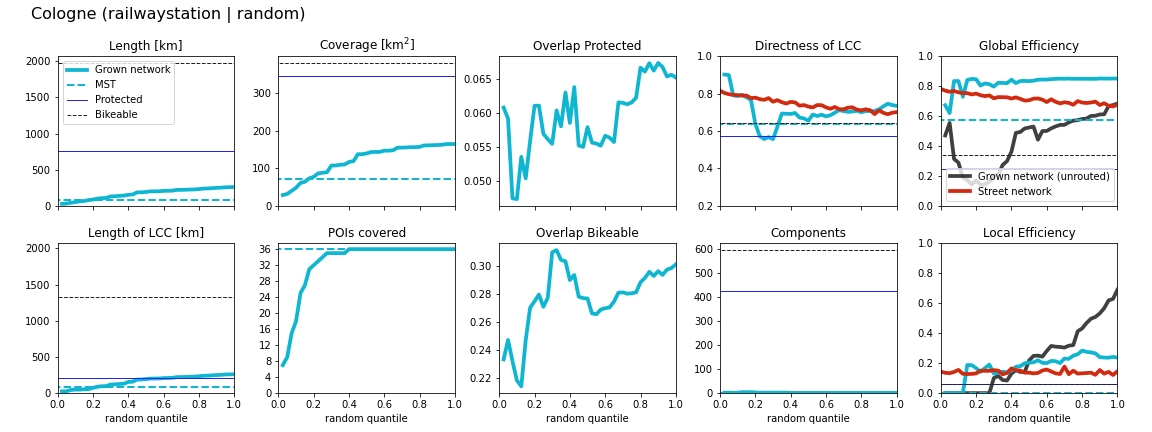 Cologne (railwaystation | random)
Length [km]
Coverage [km²]
Overlap Protected
Directness of LCC
Global Efficiency
2000
1500
1000
500
0
Grown network
MST
Protected
Bikeable
300
200
100
0
0.065
0.060
0.055
0.050
1.0
0.8
0.6
0.4
0.2
1.0
0.8
0.6
0.4
0.2
0.0
Grown network (unrouted)
Street network
Length of LCC [km]
POIs covered
Overlap Bikeable
Components
Local Efficiency
2000
1500
1000
500
0
36
32
28
24
20
16
12
8
4
0
0.30
0.28
0.26
0.24
0.22
600
500
400
300
200
100
0
1.0
0.8
0.6
0.4
0.2
0.0
0.0 0.2 0.4 0.6 0.8 1.0
0.0 0.2 0.4 0.6 0.8 1.0
0.0 0.2 0.4 0.6 0.8 1.0
0.0 0.2 0.4 0.6 0.8 1.0
0.0 0.2 0.4 0.6 0.8 1.0
random quantile
random quantile
random quantile
random quantile
random quantile